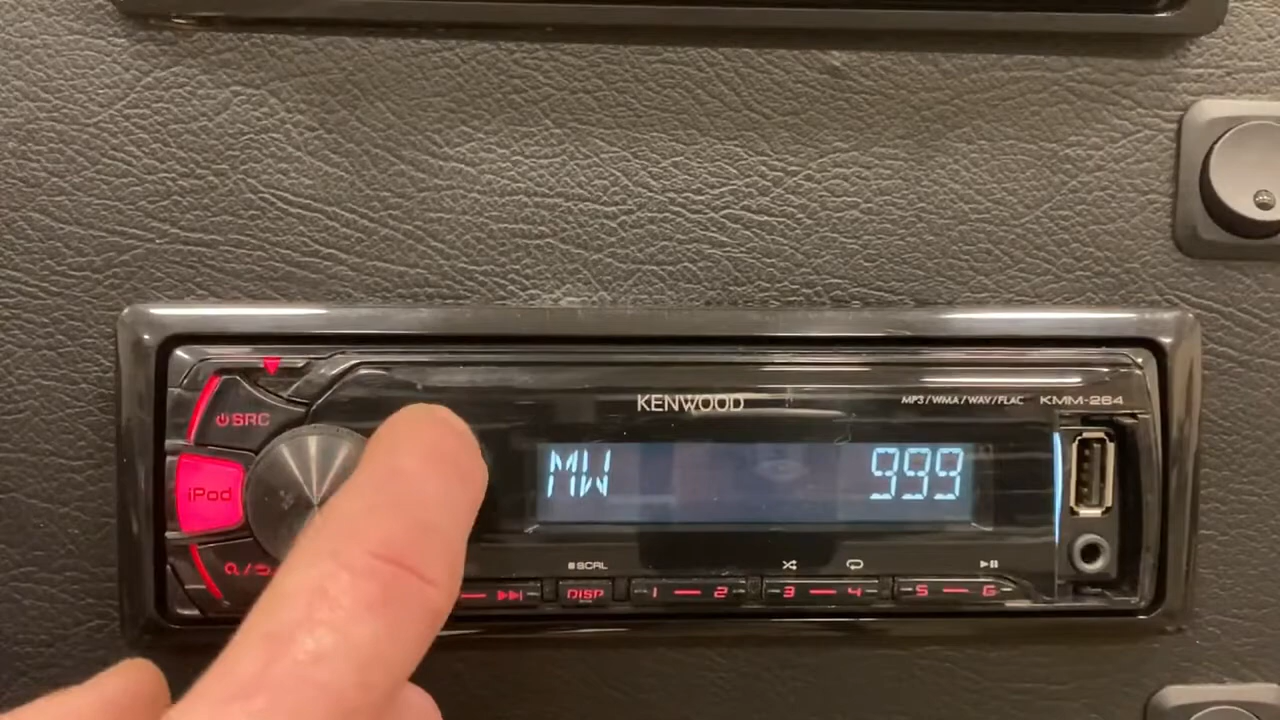 KENWOOD
MP3/WMA/WAV/FLAC KMM-264
SRC
MW 999
iPod
SCRL
DISP 1 2 3 4 5 6